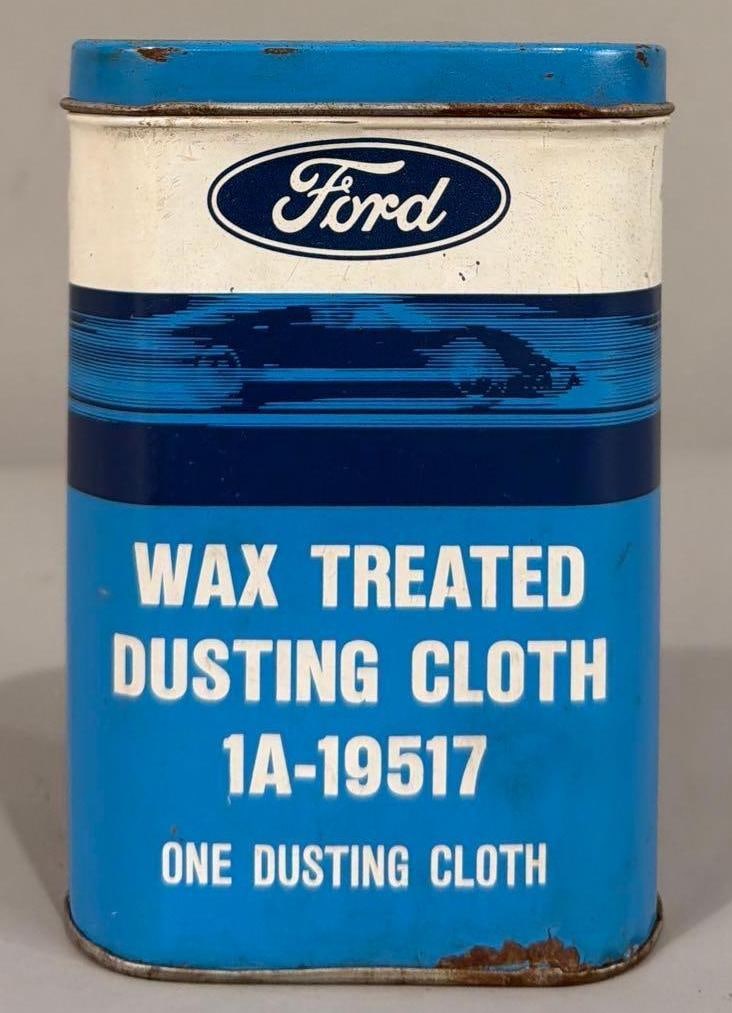 Ford
WAX TREATED
DUSTING CLOTH
1A-19517
ONE DUSTING CLOTH